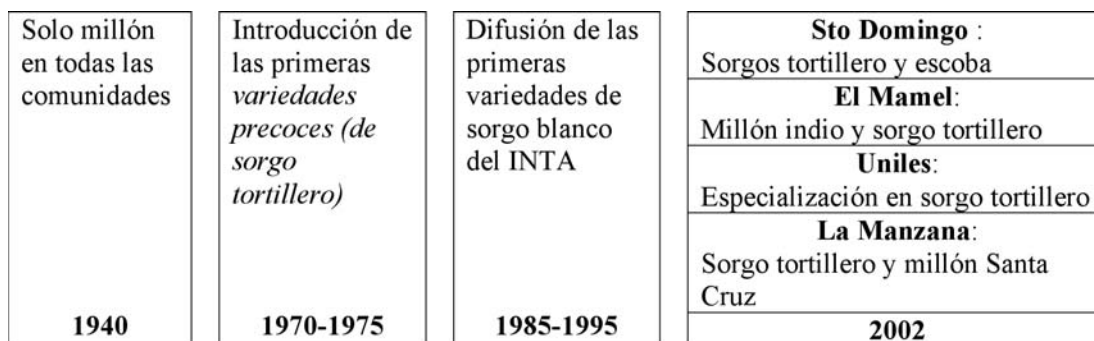 Solo millón
en todas las
comunidades
1940
Introducción de
las primeras
variedades
precoces (de
sorgo
tortillero)
1970-1975
Difusión de las
primeras
variedades de
sorgo blanco
del INTA
1985-1995
Sto Domingo :
Sorgos tortillero y escoba
El Mamel:
Millón indio y sorgo tortillero
Uniles:
Especialización en sorgo tortillero
La Manzana:
Sorgo tortillero y millón Santa
Cruz
2002